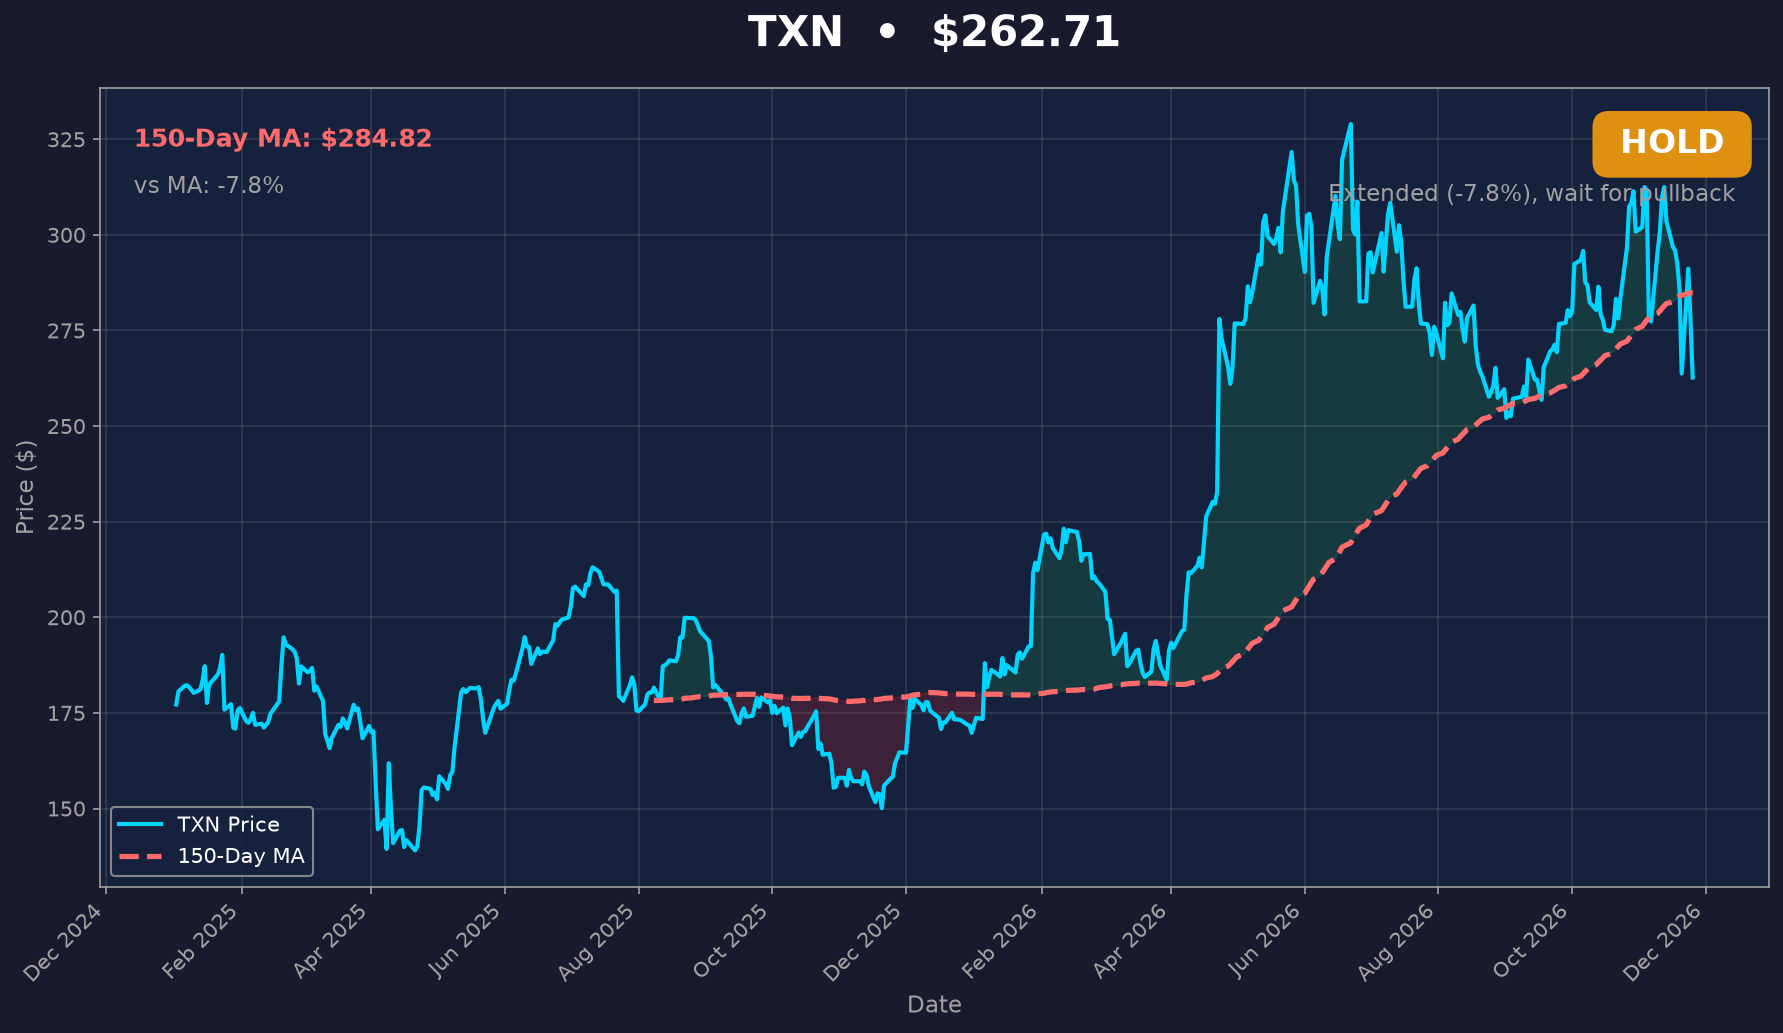 TXN • $262.71
150-Day MA: $284.82
vs MA: -7.8%
HOLD
Extended (-7.8%), wait for pullback
Price ($)
325
300
275
250
225
200
175
150
TXN Price
150-Day MA
Dec 2024
Feb 2025
Apr 2025
Jun 2025
Aug 2025
Oct 2025
Dec 2025
Feb 2026
Apr 2026
Jun 2026
Aug 2026
Oct 2026
Dec 2026
Date